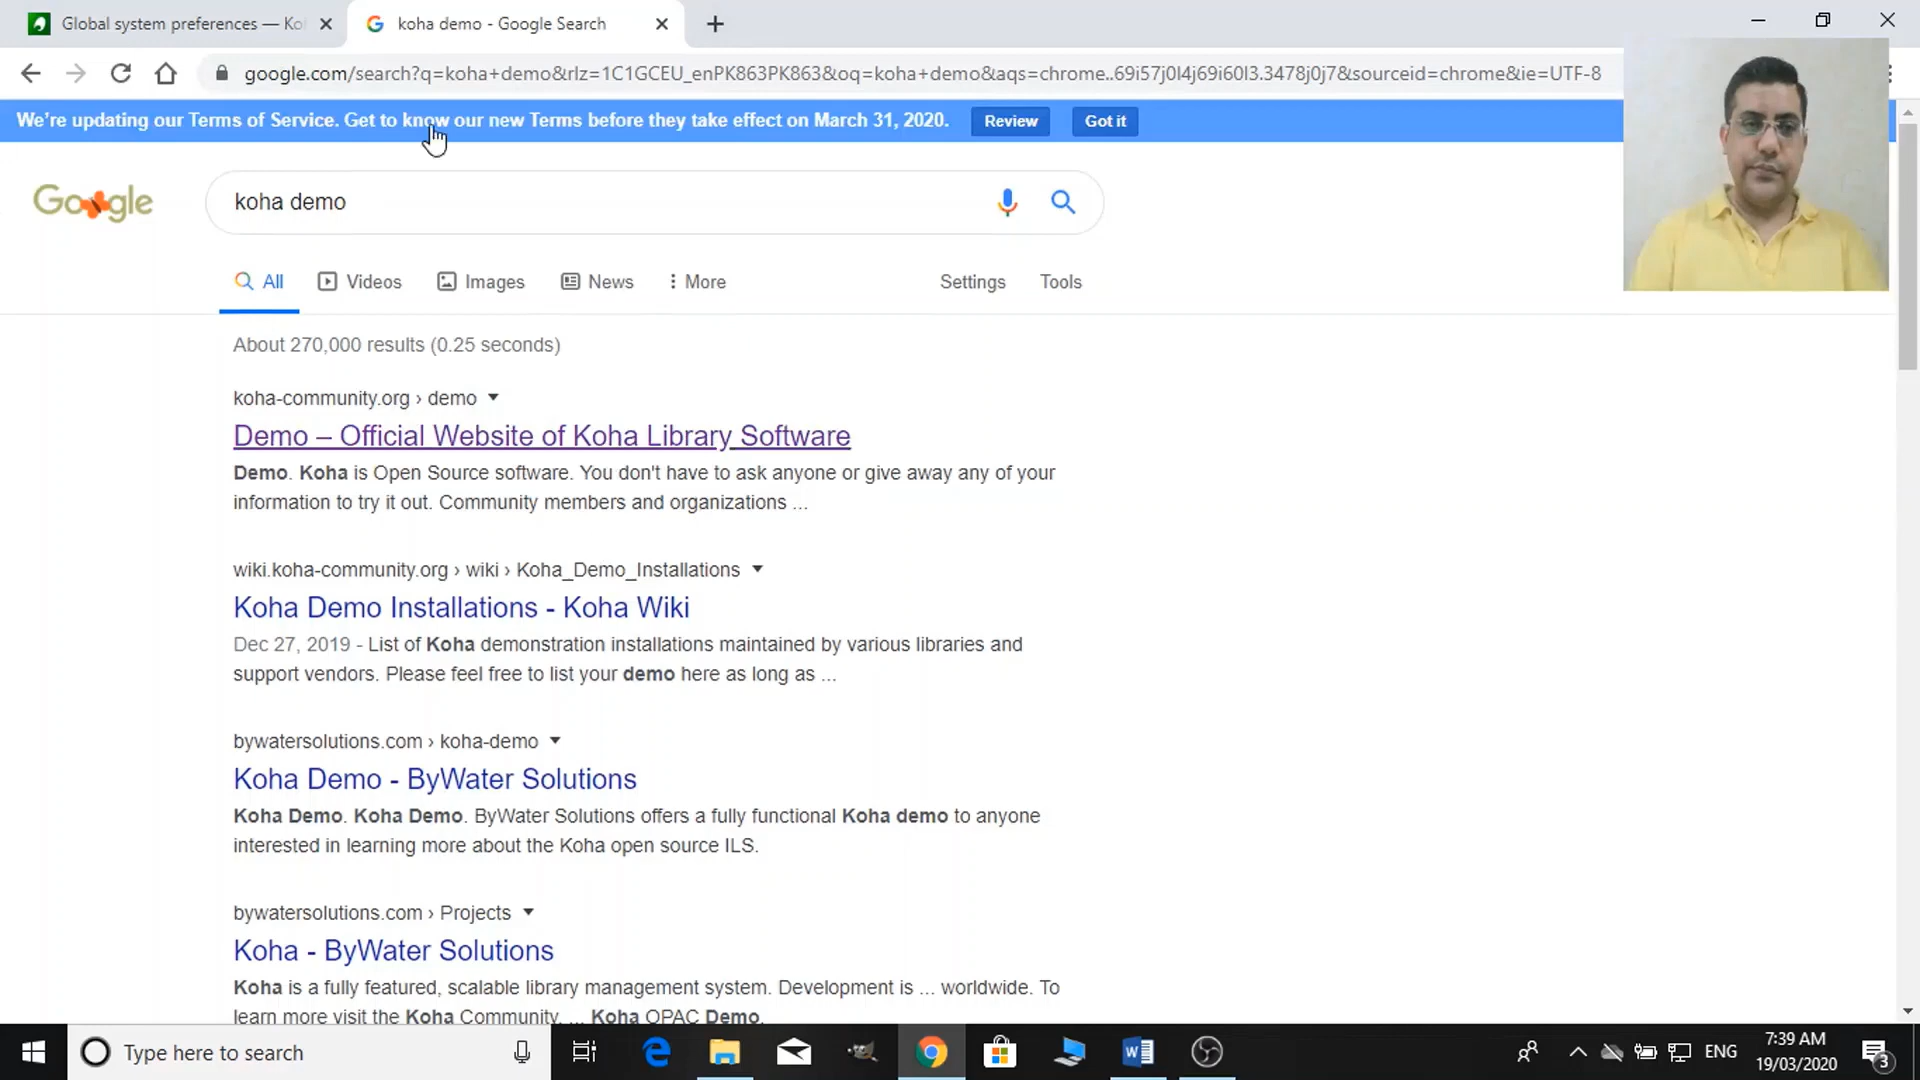 Global system preferences — Ko
koha demo - Google Search
google.com/search?q=koha+demo&rlz=1C1GCEU_enPK863PK863&oq=koha+demo&aqs=chrome..69i57j0l4j69i60l3.3478j0j7&sourceid=chrome&ie=UTF-8
We're updating our Terms of Service. Get to know our new Terms before they take effect on March 31, 2020.
Review
Got it
Google
koha demo
All
Videos
Images
News
More
Settings
Tools
About 270,000 results (0.25 seconds)
koha-community.org › demo
Demo – Official Website of Koha Library Software
Demo. Koha is Open Source software. You don't have to ask anyone or give away any of your
information to try it out. Community members and organizations ...
wiki.koha-community.org › wiki › Koha_Demo_Installations
Koha Demo Installations - Koha Wiki
Dec 27, 2019 - List of Koha demonstration installations maintained by various libraries and
support vendors. Please feel free to list your demo here as long as ...
bywatersolutions.com › koha-demo
Koha Demo - ByWater Solutions
Koha Demo. Koha Demo. ByWater Solutions offers a fully functional Koha demo to anyone
interested in learning more about the Koha open source ILS.
bywatersolutions.com › Projects
Koha - ByWater Solutions
Koha is a fully featured, scalable library management system. Development is ... worldwide. To
learn more visit the Koha Community. ... Koha OPAC Demo.
Type here to search
ENG
7:39 AM
19/03/2020
3